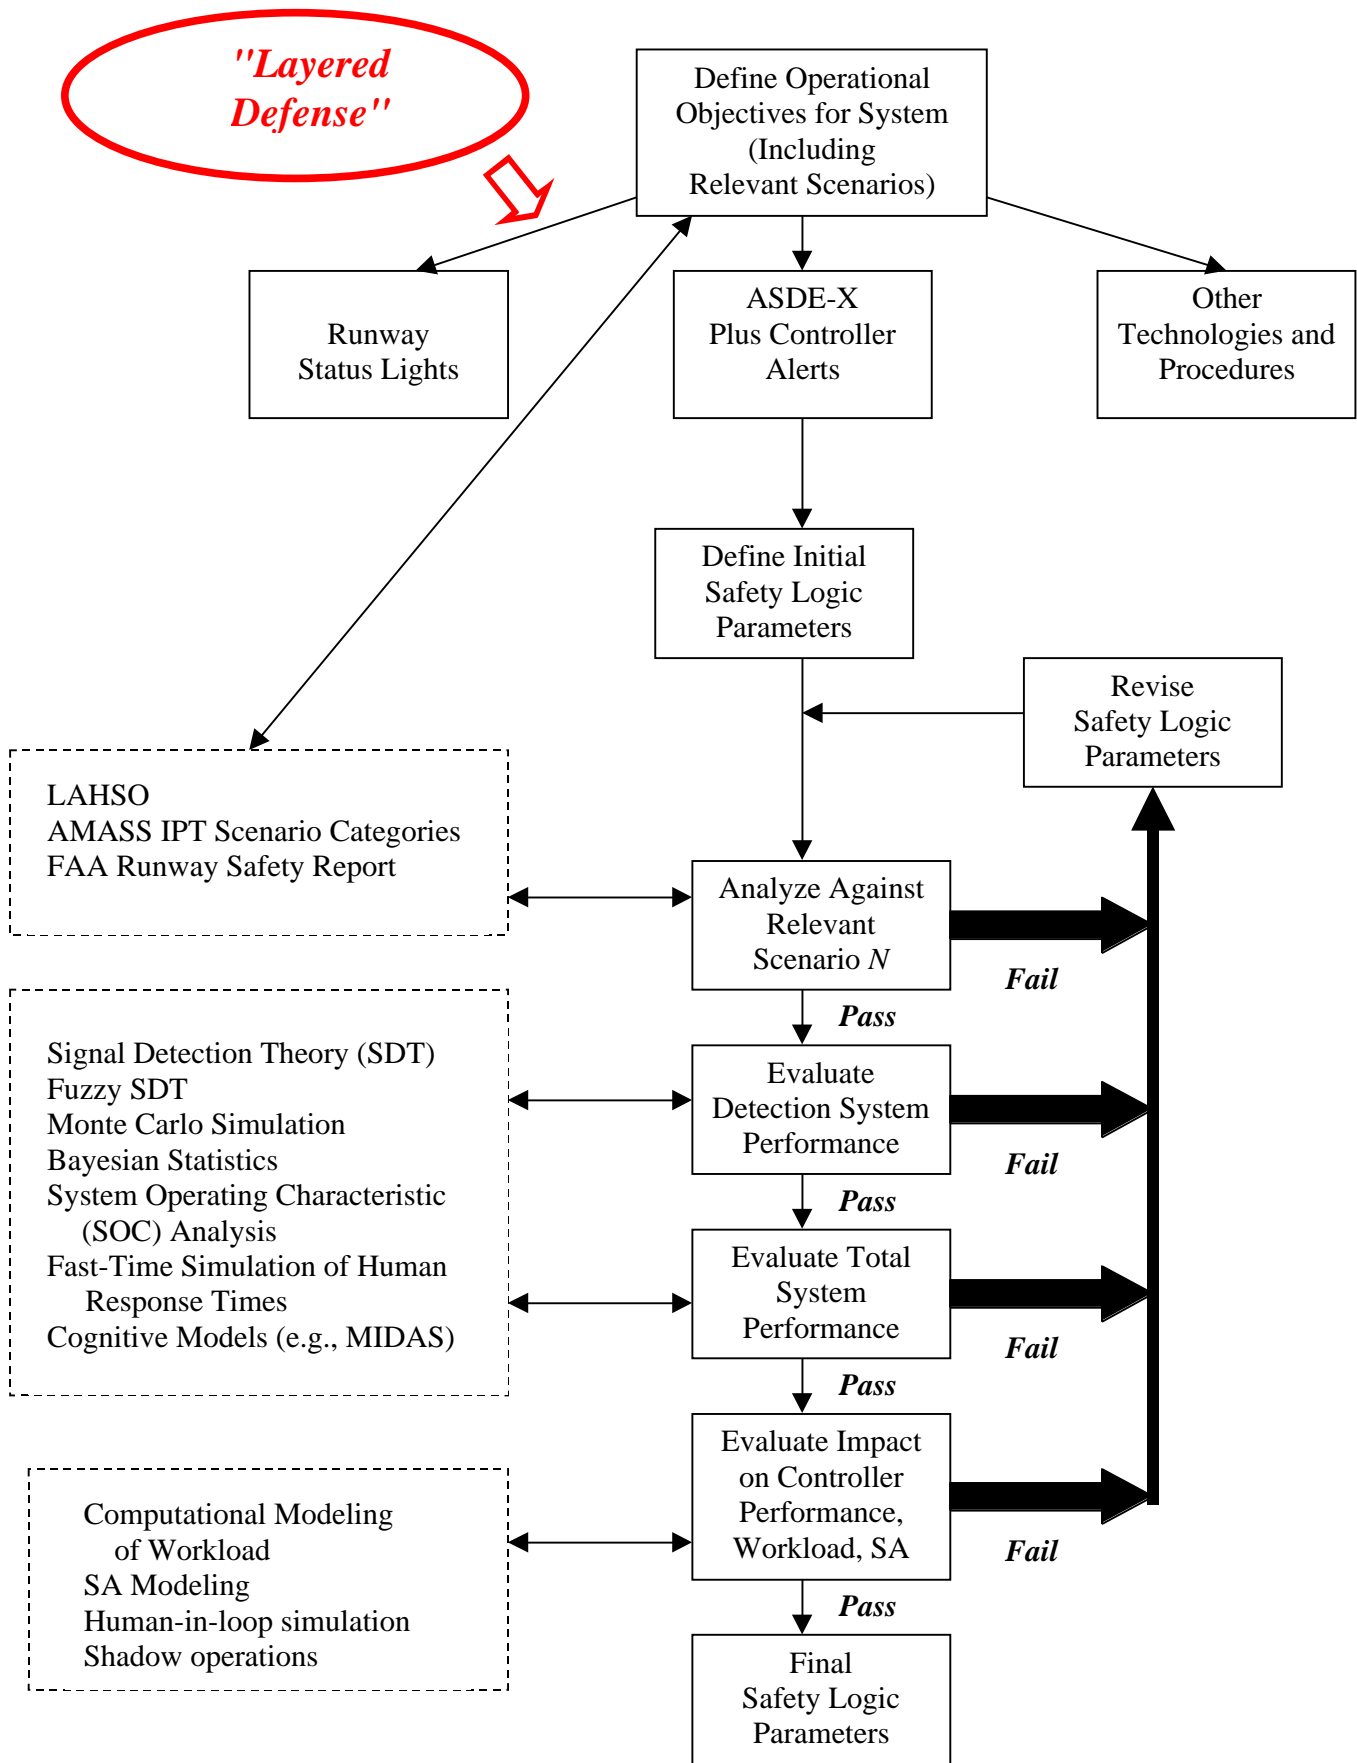 "Layered
Defense"
Define Operational
Objectives for System
(Including
Relevant Scenarios)
Runway
Status Lights
ASDE-X
Plus Controller
Alerts
Other
Technologies and
Procedures
Define Initial
Safety Logic
Parameters
Revise
Safety Logic
Parameters
LAHSO
AMASS IPT Scenario Categories
FAA Runway Safety Report
Analyze Against
Relevant
Scenario N
Fail
Pass
Signal Detection Theory (SDT)
Fuzzy SDT
Monte Carlo Simulation
Bayesian Statistics
System Operating Characteristic
(SOC) Analysis
Fast-Time Simulation of Human
Response Times
Cognitive Models (e.g., MIDAS)
Evaluate
Detection System
Performance
Fail
Pass
Evaluate Total
System
Performance
Fail
Pass
Evaluate Impact
on Controller
Performance,
Workload, SA
Fail
Pass
Computational Modeling
of Workload
SA Modeling
Human-in-loop simulation
Shadow operations
Final
Safety Logic
Parameters